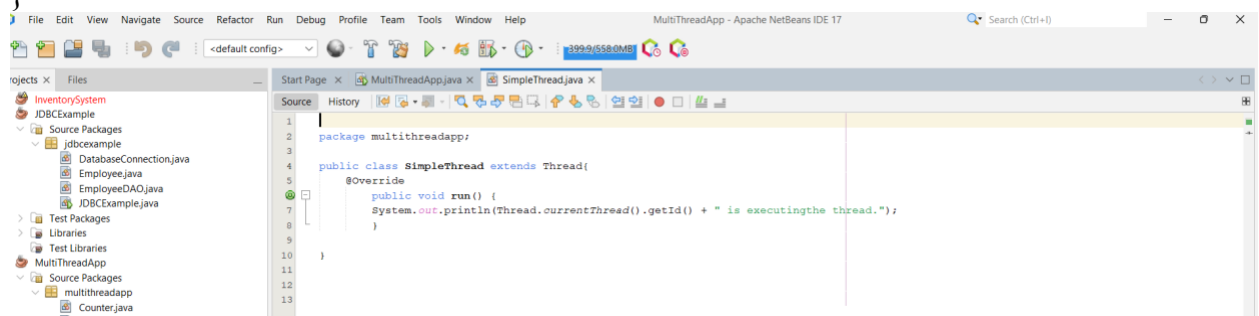 }
File Edit View Navigate Source Refactor Run Debug Profile Team Tools Window Help MultiThreadApp - Apache NetBeans IDE 17 Search (Ctrl+I)
<default config> 399.9/558.0MB
rojects Files Start Page MultiThreadApp.java SimpleThread.java
InventorySystem
JDBCExample
Source Packages
jdbcexample
DatabaseConnection.java
Employee.java
EmployeeDAO.java
JDBCExample.java
Test Packages
Libraries
Test Libraries
MultiThreadApp
Source Packages
multithreadapp
Counter.java
Source History
1
2 package multithreadapp;
3
4 public class SimpleThread extends Thread{
5 @Override
public void run() {
7 System.out.println(Thread.currentThread().getId() + " is executingthe thread.");
8 }
9
10 }
11
12
13